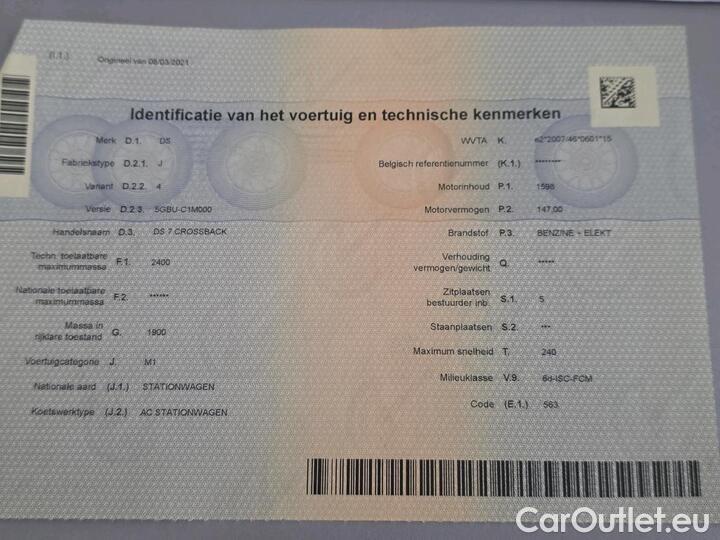 (I.1.) Origineel van 08/03/2021
Identificatie van het voertuig en technische kenmerken
Merk D.1. DS
Fabriekstype D.2.1. J
Variant D.2.2. 4
Versie D.2.3. 5GBU-C1M000
Handelsnaam D.3. DS 7 CROSSBACK
Techn. toelaatbare
maximummassa F.1. 2400
Nationale toelaatbare
maximummassa F.2. ******
Massa in
rijklare toestand G. 1900
Voertuigcategorie J. M1
Nationale aard (J.1.) STATIONWAGEN
Koetswerktype (J.2.) AC STATIONWAGEN
WVTA K. e2*2007/46*0601*15
Belgisch referentienummer (K.1.) ********
Motorinhoud P.1. 1598
Motorvermogen P.2. 147,00
Brandstof P.3. BENZINE + ELEKT
Verhouding
vermogen/gewicht Q. *****
Zitplaatsen
bestuurder inb. S.1. 5
Staanplaatsen S.2. ***
Maximum snelheid T. 240
Milieuklasse V.9. 6d-ISC-FCM
Code (E.1.) 563
CarOutlet.eu